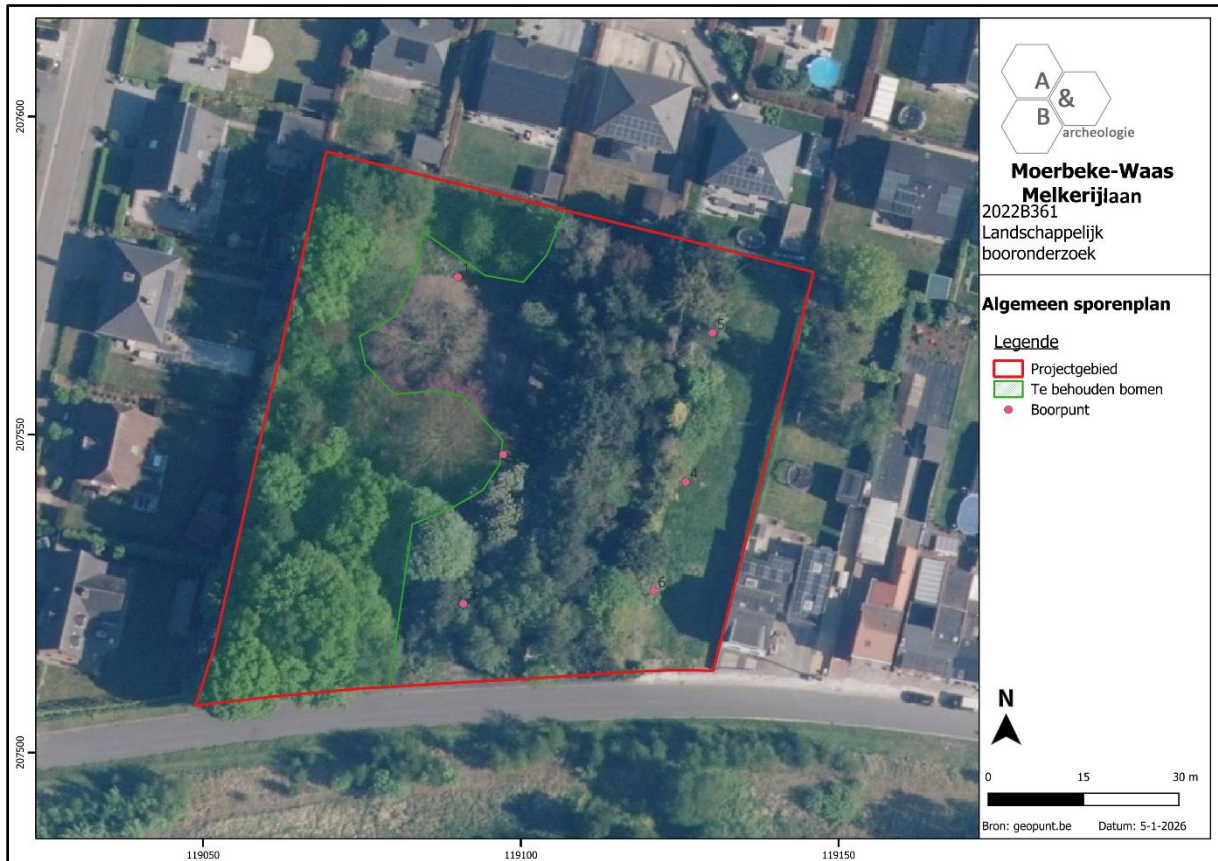 A
&
B
archeologie
Moerbeke-Waas
Melkerijlaan
2022B361
Landschappelijk
booronderzoek
Algemeen sporenplan
Legende
Projectgebied
Te behouden bomen
Boorpunt
N
0 15 30 m
Bron: geopunt.be Datum: 5-1-2026
207600
207550
207500
119050 119100 119150
1
5
4
6